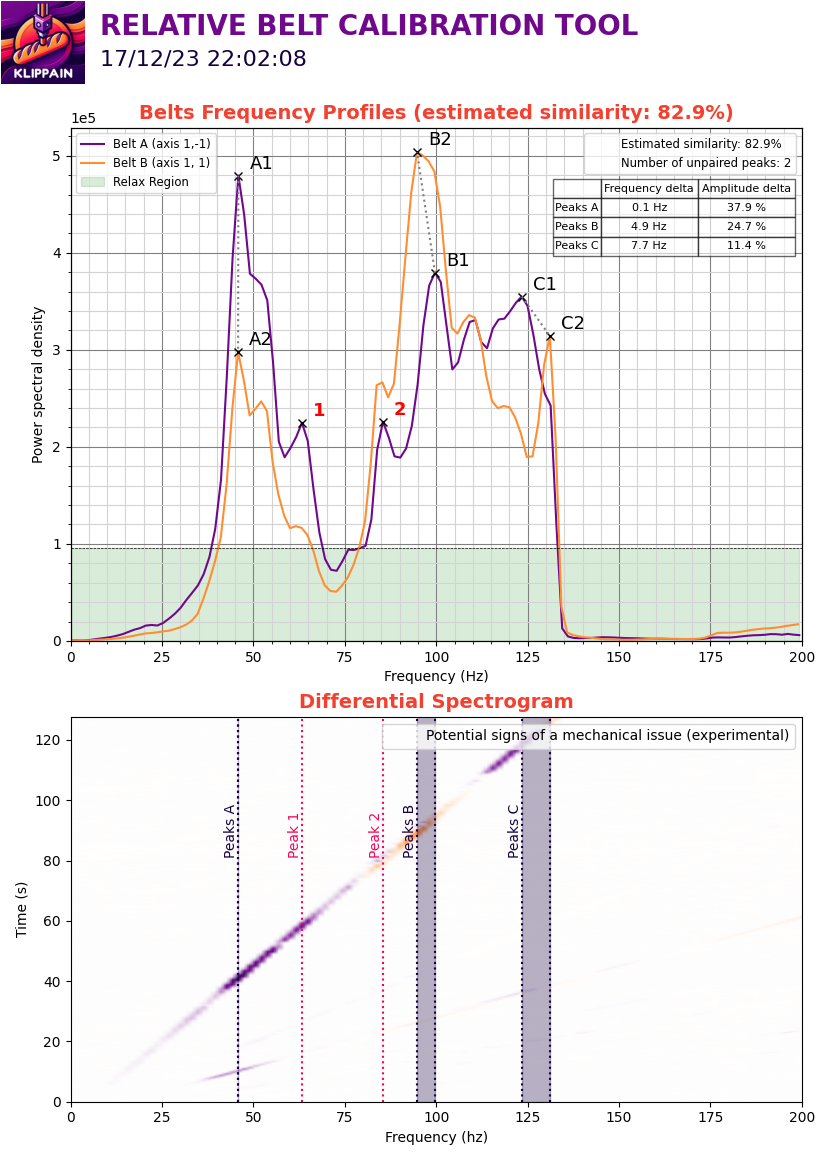 KLIPPAIN
RELATIVE BELT CALIBRATION TOOL
17/12/23 22:02:08
Belts Frequency Profiles (estimated similarity: 82.9%)
1e5
Belt A (axis 1,-1)
Belt B (axis 1, 1)
Relax Region
Estimated similarity: 82.9%
Number of unpaired peaks: 2
Frequency delta Amplitude delta
Peaks A 0.1 Hz 37.9 %
Peaks B 4.9 Hz 24.7 %
Peaks C 7.7 Hz 11.4 %
A1
A2
B2
B1
C1
C2
1
2
5
4
3
2
1
0
Power spectral density
0 25 50 75 100 125 150 175 200
Frequency (Hz)
Differential Spectrogram
Potential signs of a mechanical issue (experimental)
Peaks A
Peak 1
Peak 2
Peaks B
Peaks C
120
100
80
60
40
20
0
Time (s)
0 25 50 75 100 125 150 175 200
Frequency (hz)